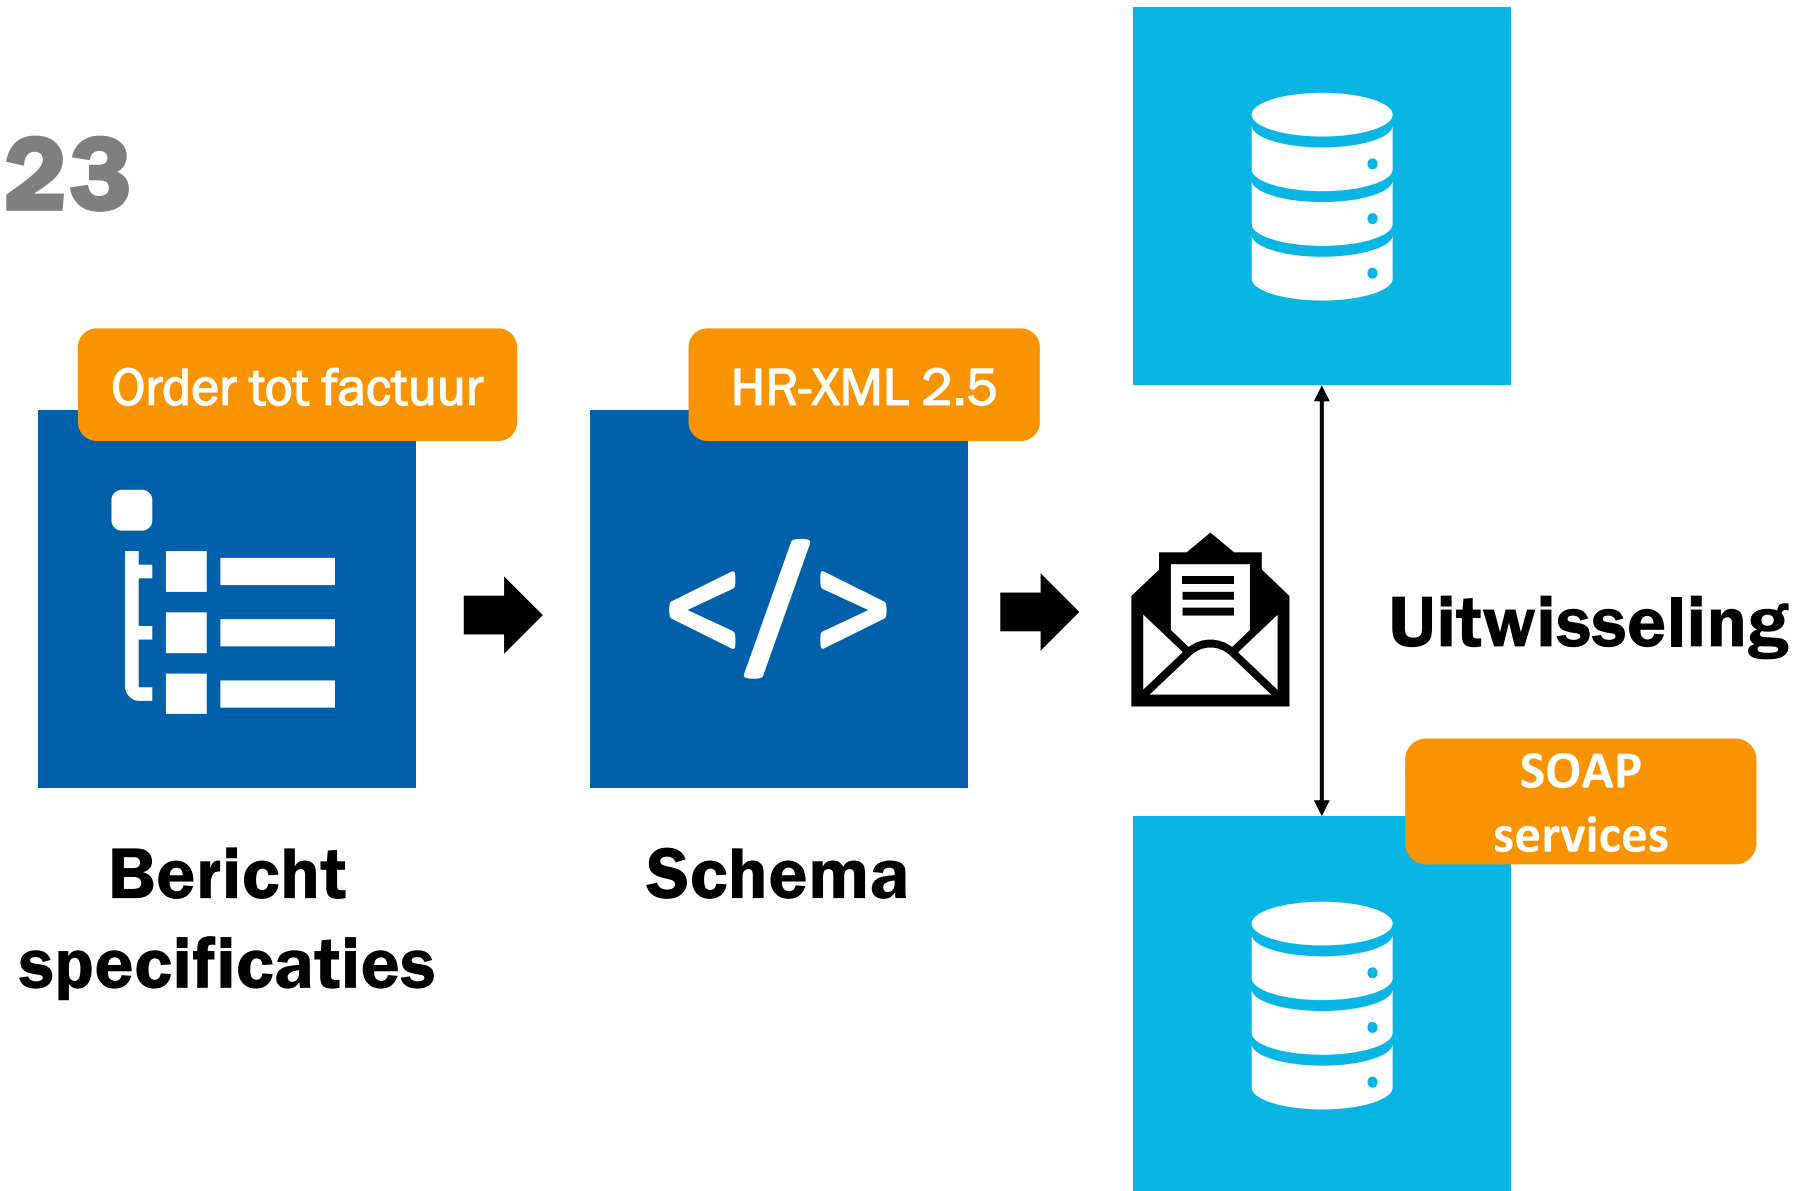 23
Order tot factuur
HR-XML 2.5
</>
Uitwisseling
SOAP
services
Bericht
specificaties
Schema